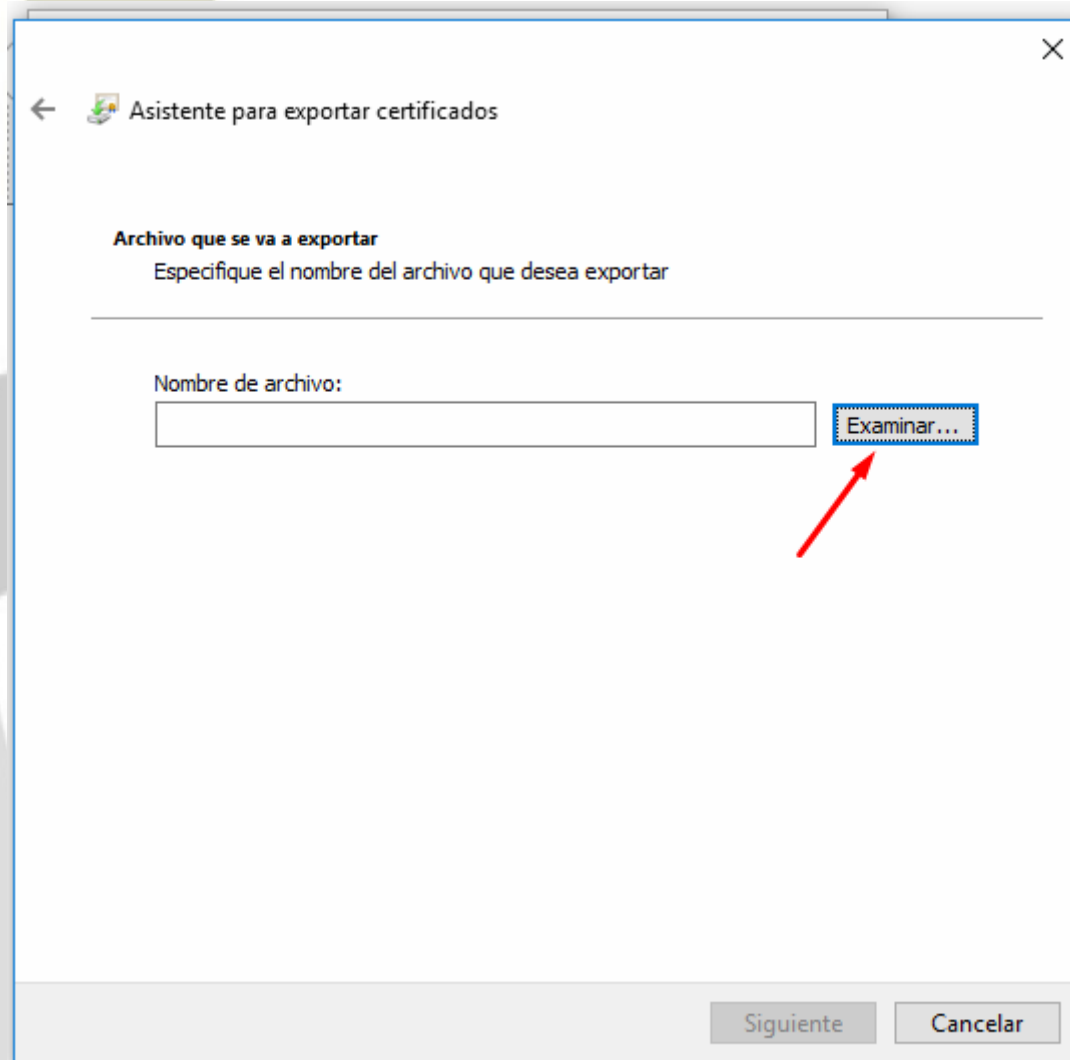 Asistente para exportar certificados
Archivo que se va a exportar
Especifique el nombre del archivo que desea exportar
Nombre de archivo:
Examinar...
Siguiente
Cancelar